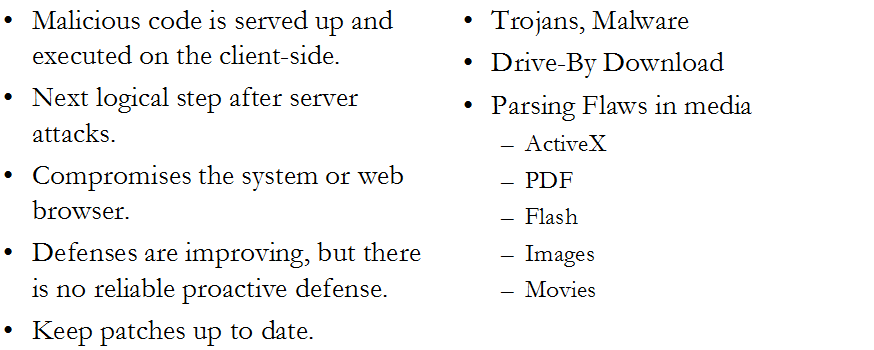 • Malicious code is served up and
executed on the client-side.
• Next logical step after server
attacks.
• Compromises the system or web
browser.
• Defenses are improving, but there
is no reliable proactive defense.
• Keep patches up to date.
• Trojans, Malware
• Drive-By Download
• Parsing Flaws in media
– ActiveX
– PDF
– Flash
– Images
– Movies